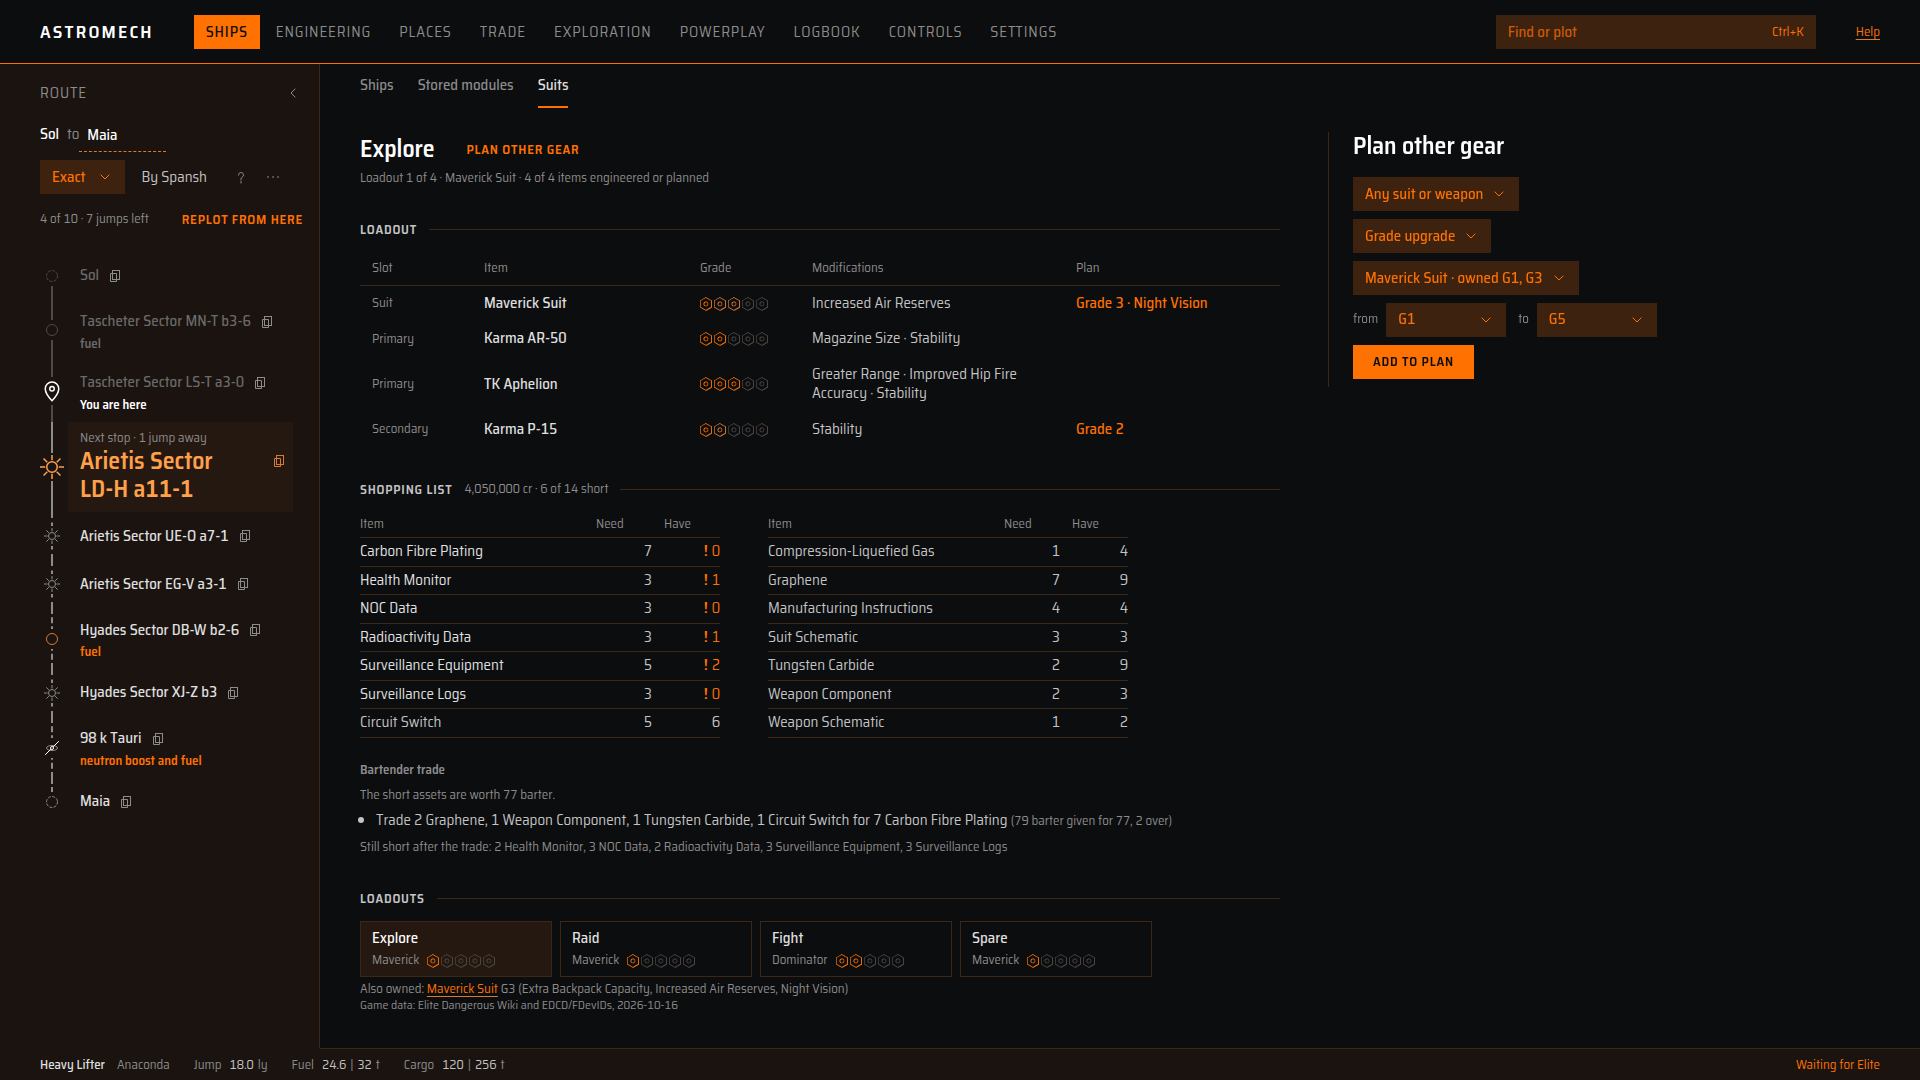 ASTROMECH
SHIPS
ENGINEERING
PLACES
TRADE
EXPLORATION
POWERPLAY
LOGBOOK
CONTROLS
SETTINGS
Find or plot
Ctrl+K
Help
ROUTE
Sol to Maia
Exact
By Spansh
?
4 of 10 · 7 jumps left
REPLOT FROM HERE
Sol
Tascheter Sector MN-T b3-6
fuel
Tascheter Sector LS-T a3-0
You are here
Next stop · 1 jump away
Arietis Sector
LD-H a11-1
Arietis Sector UE-O a7-1
Arietis Sector EG-V a3-1
Hyades Sector DB-W b2-6
fuel
Hyades Sector XJ-Z b3
98 k Tauri
neutron boost and fuel
Maia
Ships
Stored modules
Suits
Explore
PLAN OTHER GEAR
Loadout 1 of 4 · Maverick Suit · 4 of 4 items engineered or planned
LOADOUT
Slot Item Grade Modifications Plan
Suit Maverick Suit Increased Air Reserves Grade 3 · Night Vision
Primary Karma AR-50 Magazine Size · Stability
Primary TK Aphelion Greater Range · Improved Hip Fire
Accuracy · Stability
Secondary Karma P-15 Stability Grade 2
SHOPPING LIST 4,050,000 cr · 6 of 14 short
Item Need Have
Carbon Fibre Plating 7 ! 0
Health Monitor 3 ! 1
NOC Data 3 ! 0
Radioactivity Data 3 ! 1
Surveillance Equipment 5 ! 2
Surveillance Logs 3 ! 0
Circuit Switch 5 6
Item Need Have
Compression-Liquefied Gas 1 4
Graphene 7 9
Manufacturing Instructions 4 4
Suit Schematic 3 3
Tungsten Carbide 2 9
Weapon Component 2 3
Weapon Schematic 1 2
Bartender trade
The short assets are worth 77 barter.
Trade 2 Graphene, 1 Weapon Component, 1 Tungsten Carbide, 1 Circuit Switch for 7 Carbon Fibre Plating (79 barter given for 77, 2 over)
Still short after the trade: 2 Health Monitor, 3 NOC Data, 2 Radioactivity Data, 3 Surveillance Equipment, 3 Surveillance Logs
LOADOUTS
Explore
Maverick
Raid
Maverick
Fight
Dominator
Spare
Maverick
Also owned: Maverick Suit G3 (Extra Backpack Capacity, Increased Air Reserves, Night Vision)
Game data: Elite Dangerous Wiki and EDCD/FDevIDs, 2026-10-16
Plan other gear
Any suit or weapon
Grade upgrade
Maverick Suit · owned G1, G3
from G1 to G5
ADD TO PLAN
Heavy Lifter Anaconda Jump 18.0 ly Fuel 24.6 | 32 t Cargo 120 | 256 t
Waiting for Elite